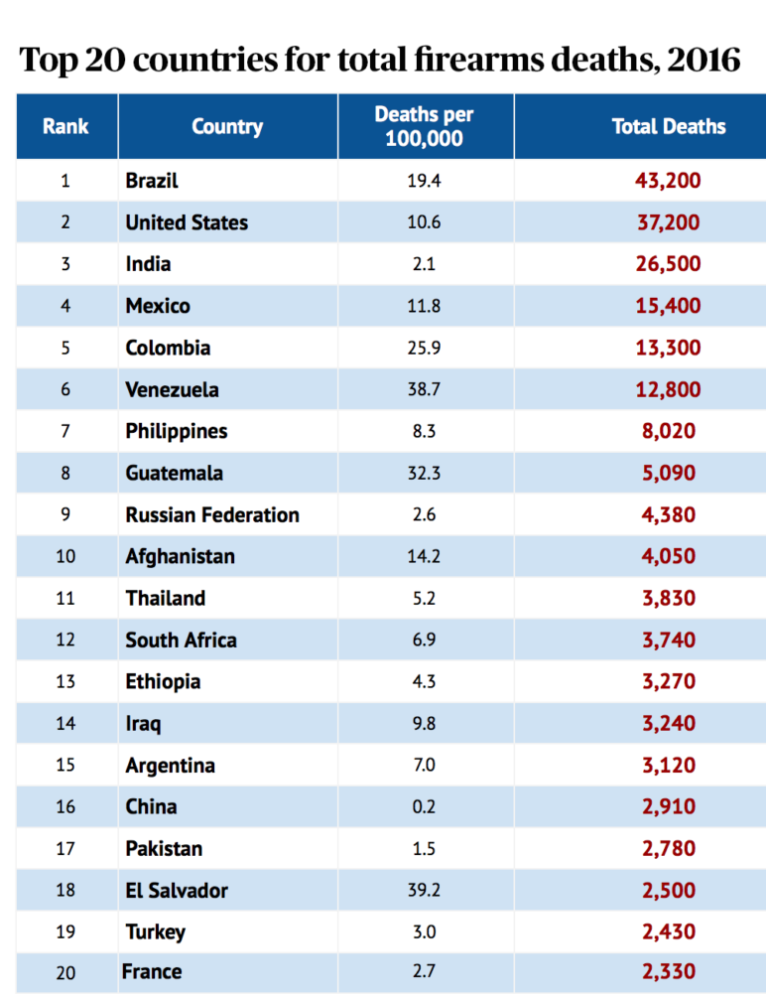 Top 20 countries for total firearms deaths, 2016
Rank Country Deaths per 100,000 Total Deaths
1 Brazil 19.4 43,200
2 United States 10.6 37,200
3 India 2.1 26,500
4 Mexico 11.8 15,400
5 Colombia 25.9 13,300
6 Venezuela 38.7 12,800
7 Philippines 8.3 8,020
8 Guatemala 32.3 5,090
9 Russian Federation 2.6 4,380
10 Afghanistan 14.2 4,050
11 Thailand 5.2 3,830
12 South Africa 6.9 3,740
13 Ethiopia 4.3 3,270
14 Iraq 9.8 3,240
15 Argentina 7.0 3,120
16 China 0.2 2,910
17 Pakistan 1.5 2,780
18 El Salvador 39.2 2,500
19 Turkey 3.0 2,430
20 France 2.7 2,330